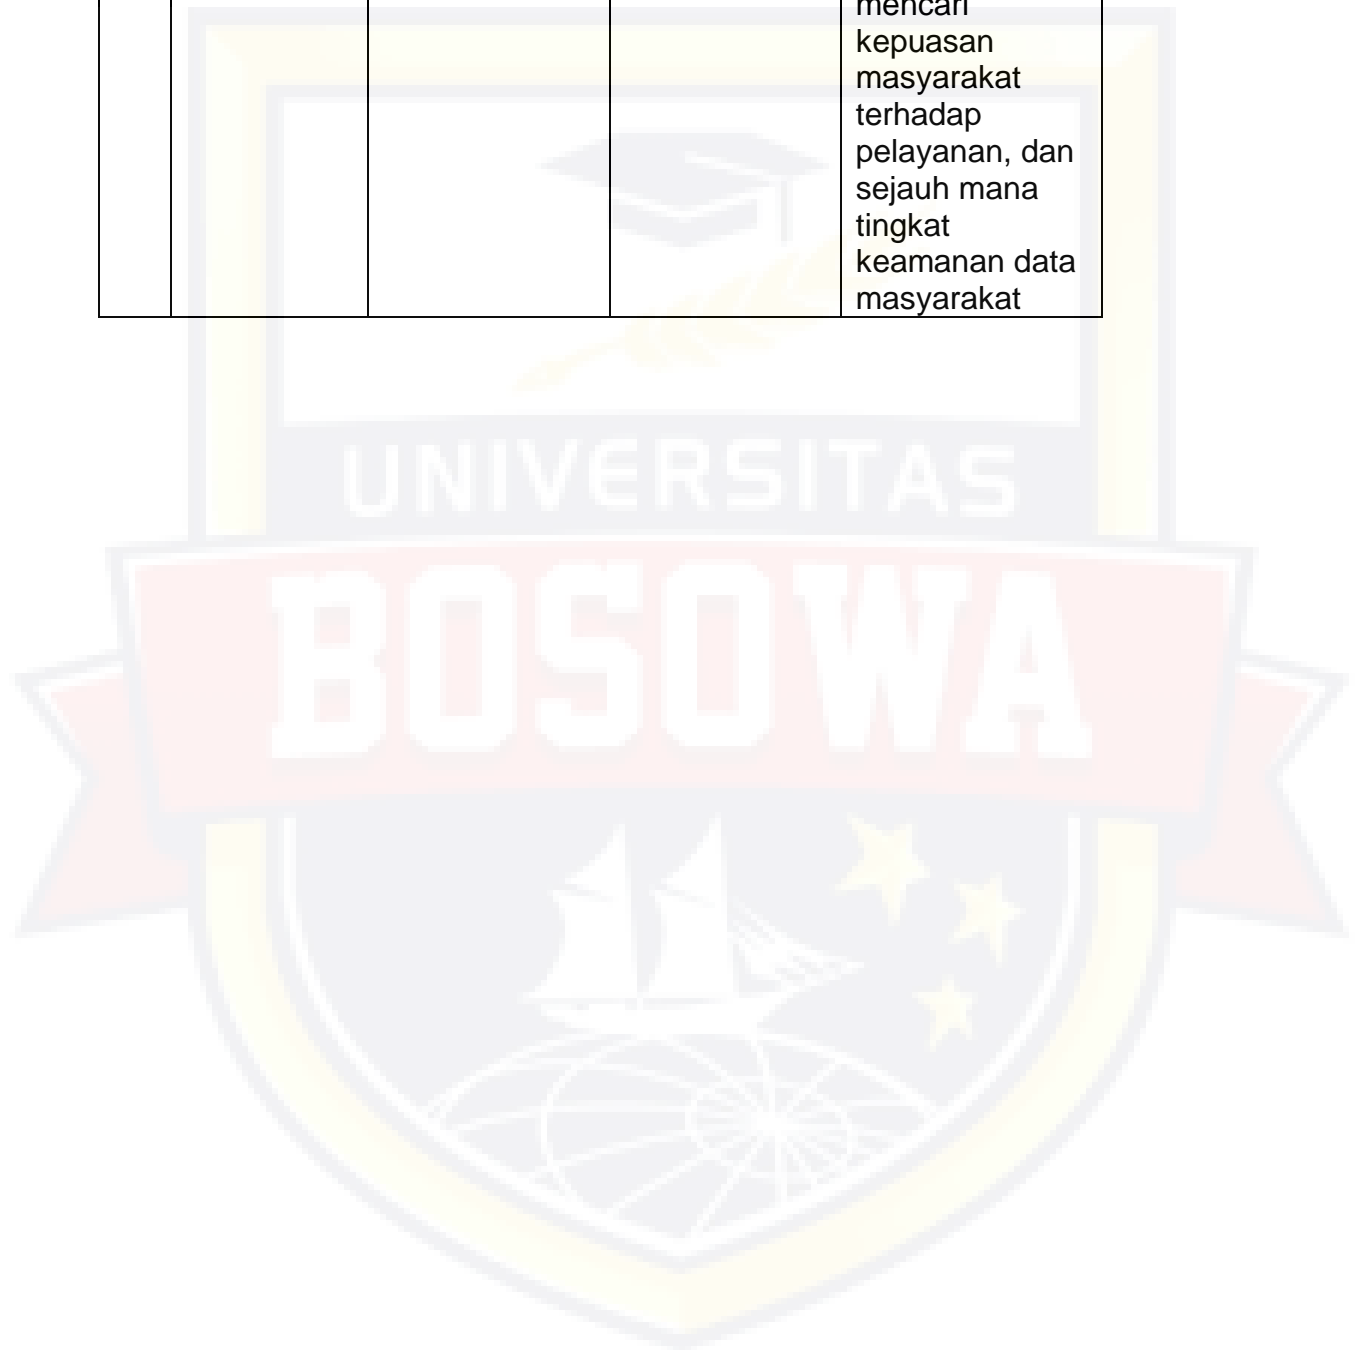 mencari
kepuasan
masyarakat
terhadap
pelayanan, dan
sejauh mana
tingkat
keamanan data
masyarakat
UNIVERSITAS
BOSOWA